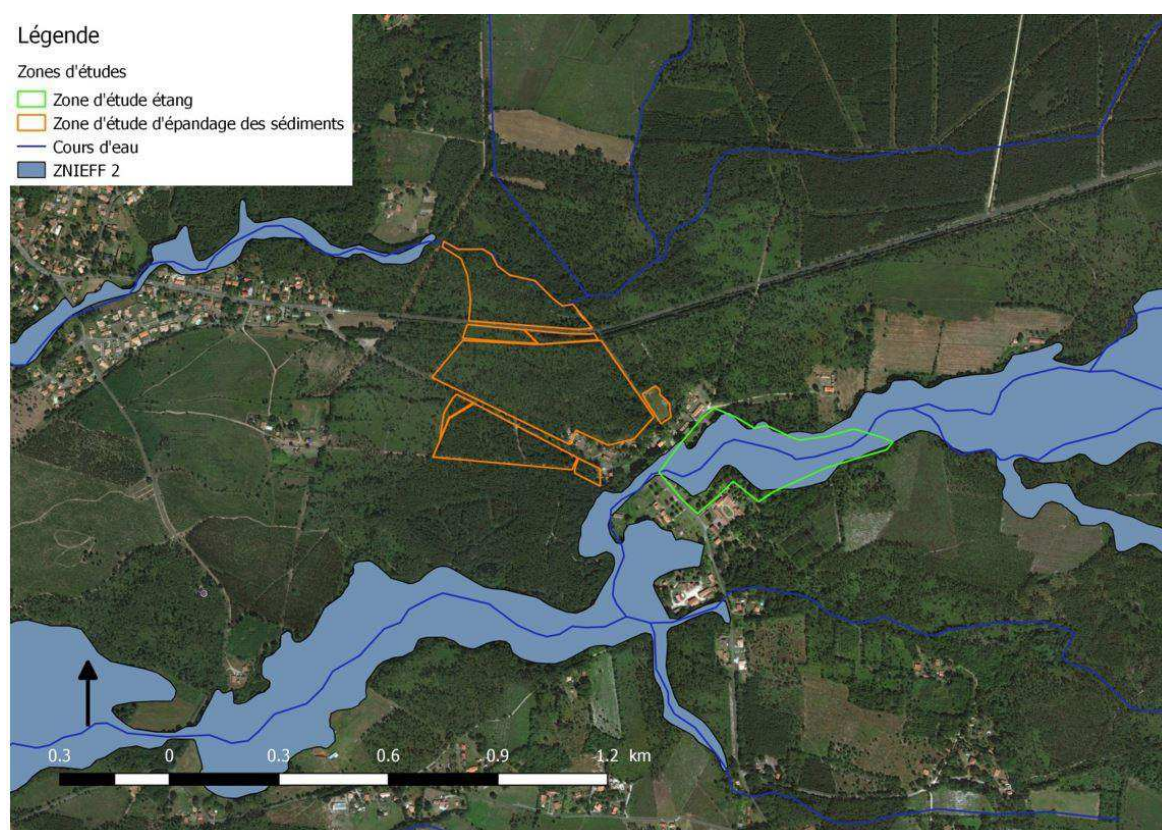 Légende
Zones d'études
Zone d'étude étang
Zone d'étude d'épandage des sédiments
Cours d'eau
ZNIEFF 2
0.3 0 0.3 0.6 0.9 1.2 km